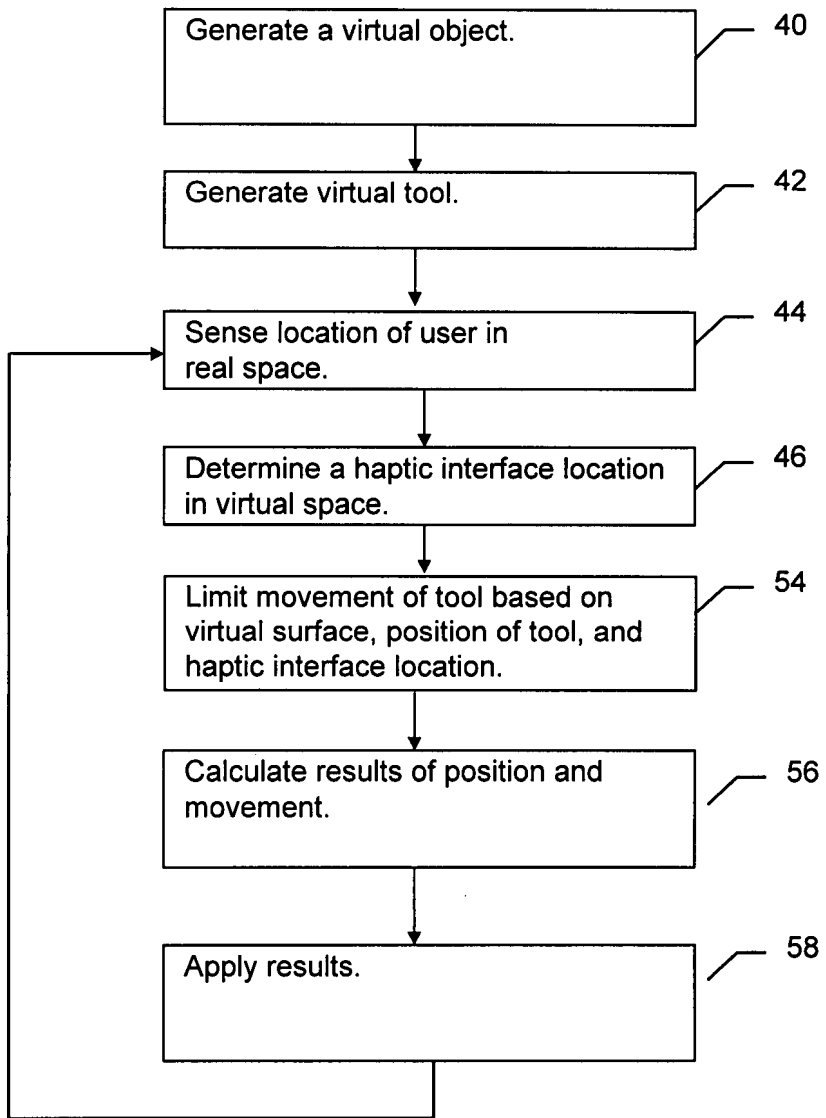 Generate a virtual object.
40
Generate virtual tool.
42
Sense location of user in
real space.
44
Determine a haptic interface location
in virtual space.
46
Limit movement of tool based on
virtual surface, position of tool, and
haptic interface location.
54
Calculate results of position and
movement.
56
Apply results.
58